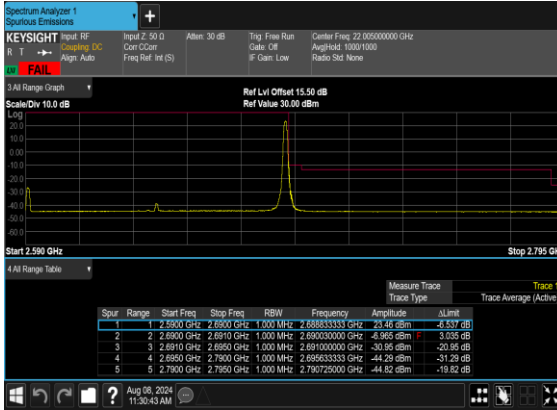 Spectrum Analyzer 1
Spurious Emissions
+
KEYSIGHT Input: RF Input Z: 50 Ω Atten: 30 dB Trig: Free Run Center Freq: 22.005000000 GHz
R T Coupling: DC Corr CCorr Gate: Off Avg|Hold: 1000/1000
Align: Auto Freq Ref: Int (S) IF Gain: Low Radio Std: None
FAIL
3 All Range Graph Ref Lvl Offset 15.50 dB
Scale/Div 10.0 dB Ref Value 30.00 dBm
Log
20.0
10.0
0.00
-10.0
-20.0
-30.0
-40.0
-50.0
-60.0
Start 2.590 GHz Stop 2.795 GH
4 All Range Table
Measure Trace Trace 1
Trace Type Trace Average (Active
Spur Range Start Freq Stop Freq RBW Frequency Amplitude ΔLimit
1 1 2.5900 GHz 2.6900 GHz 1.000 MHz 2.688833333 GHz 23.46 dBm -6.537 dB
2 2 2.6900 GHz 2.6910 GHz 1.000 MHz 2.690030000 GHz -6.965 dBm F 3.035 dB
3 3 2.6910 GHz 2.6950 GHz 1.000 MHz 2.691000000 GHz -30.95 dBm -20.95 dB
4 4 2.6950 GHz 2.7900 GHz 1.000 MHz 2.695633333 GHz -44.29 dBm -31.29 dB
5 5 2.7900 GHz 2.7950 GHz 1.000 MHz 2.790725000 GHz -44.82 dBm -19.82 dB
? Aug 08, 2024
11:30:43 AM